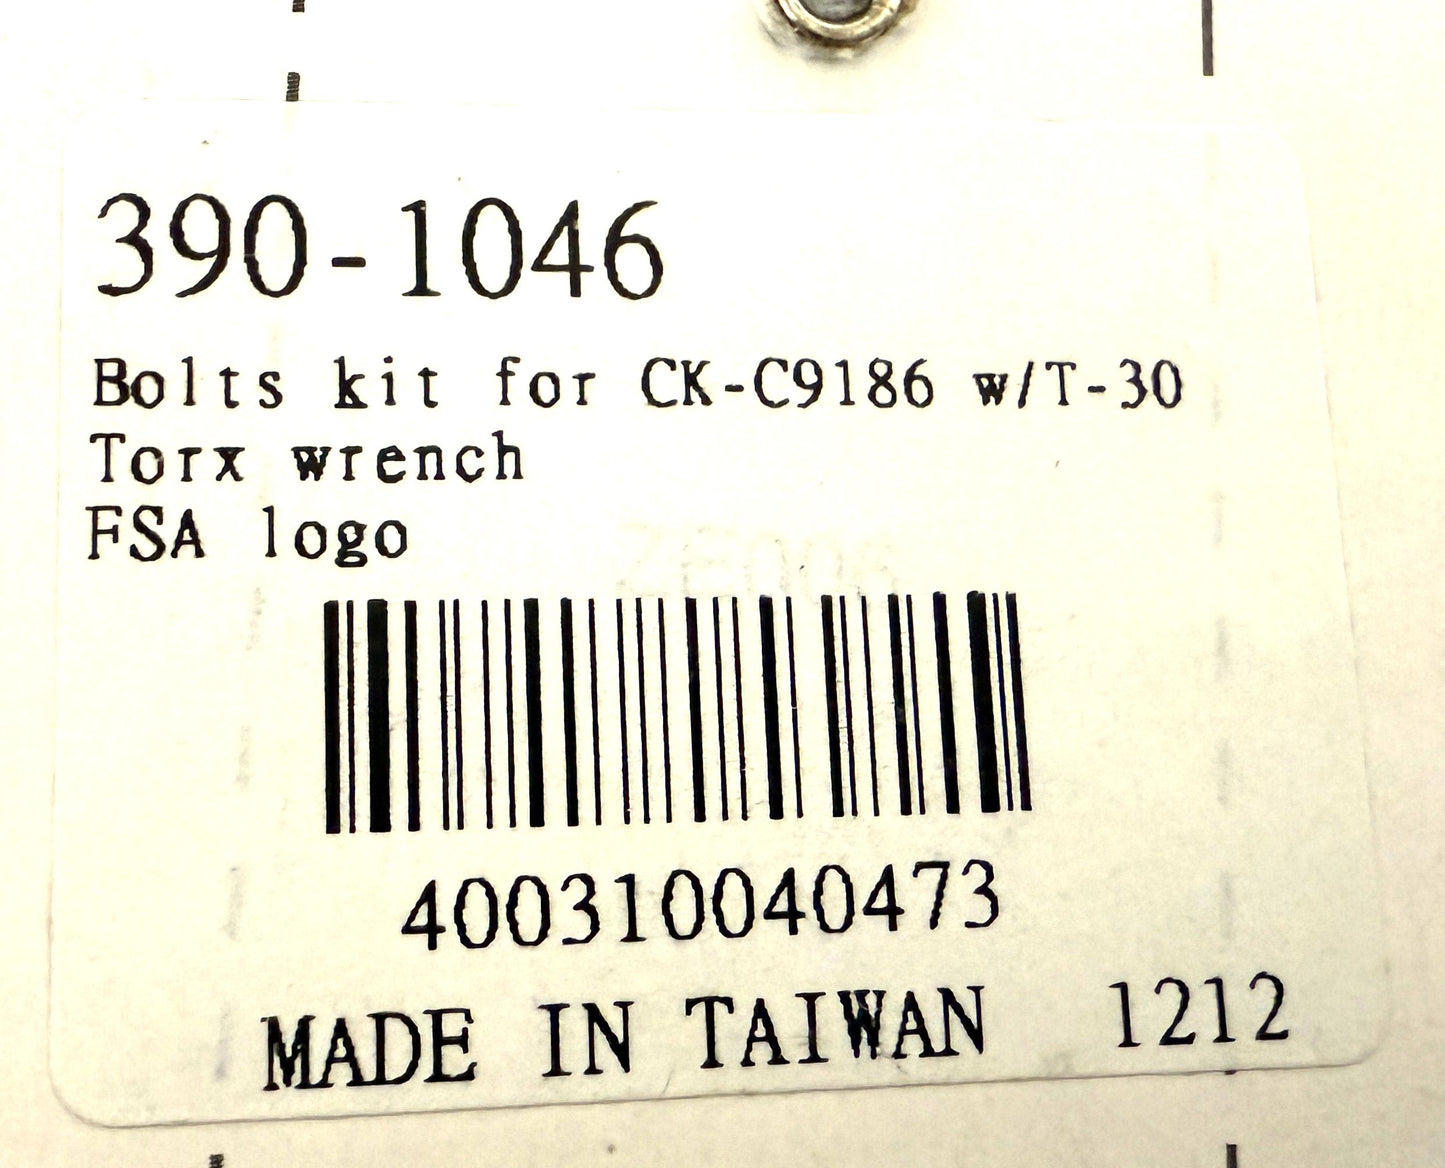 390-1046
Bolts kit for CK-C9186 w/T-30
Torx wrench
FSA logo
400310040473
MADE IN TAIWAN 1212